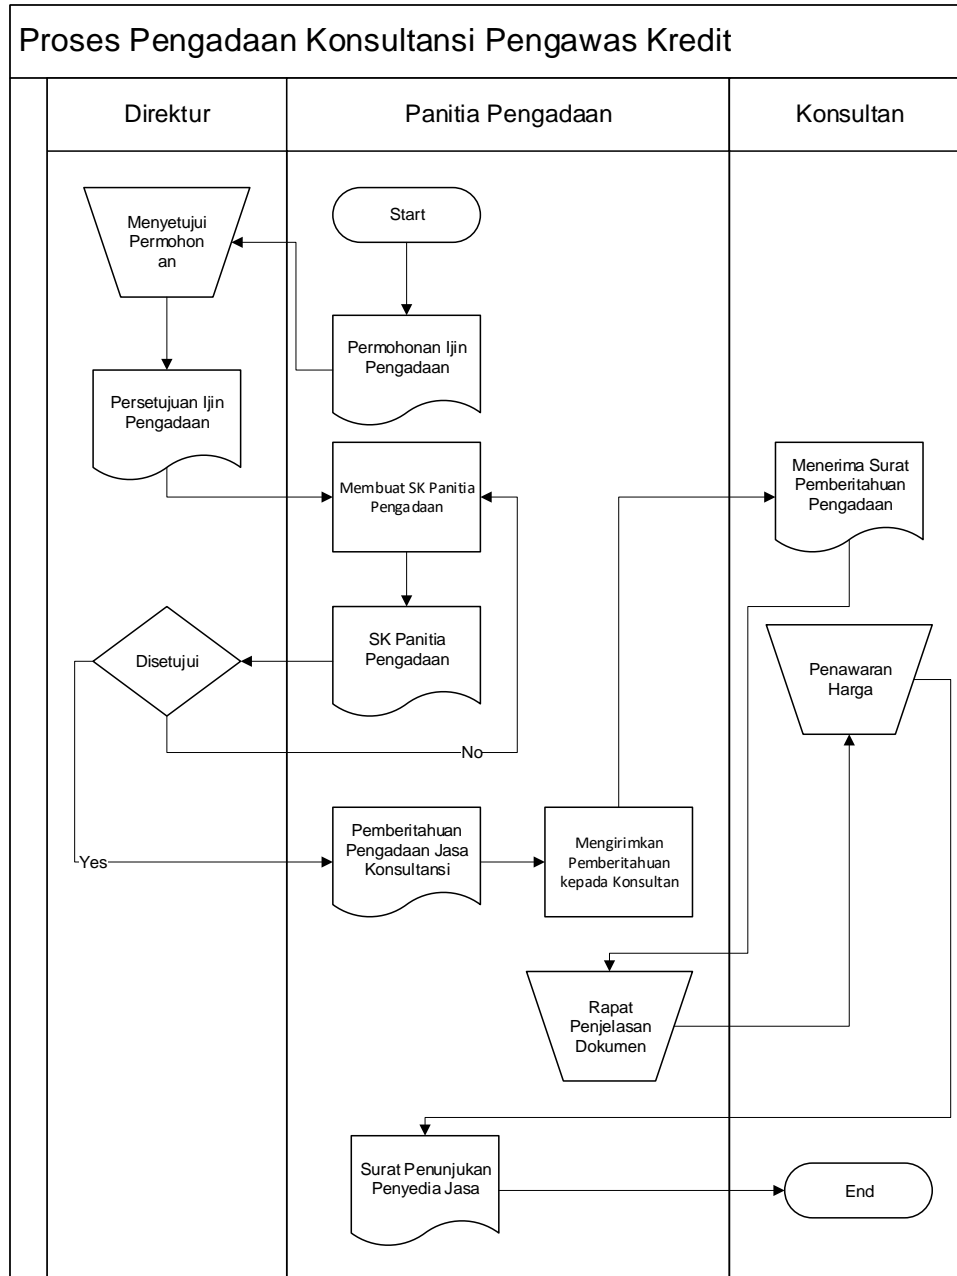 Proses Pengadaan Konsultansi Pengawas Kredit
Direktur
Panitia Pengadaan
Konsultan
Menyetujui
Permohon
an
Start
Permohonan Ijin
Pengadaan
Persetujuan Ijin
Pengadaan
Membuat SK Panitia
Pengadaan
Menerima Surat
Pemberitahuan
Pengadaan
Disetujui
SK Panitia
Pengadaan
Penawaran
Harga
No
Yes
Pemberitahuan
Pengadaan Jasa
Konsultansi
Mengirimkan
Pemberitahuan
kepada Konsultan
Rapat
Penjelasan
Dokumen
Surat Penunjukan
Penyedia Jasa
End